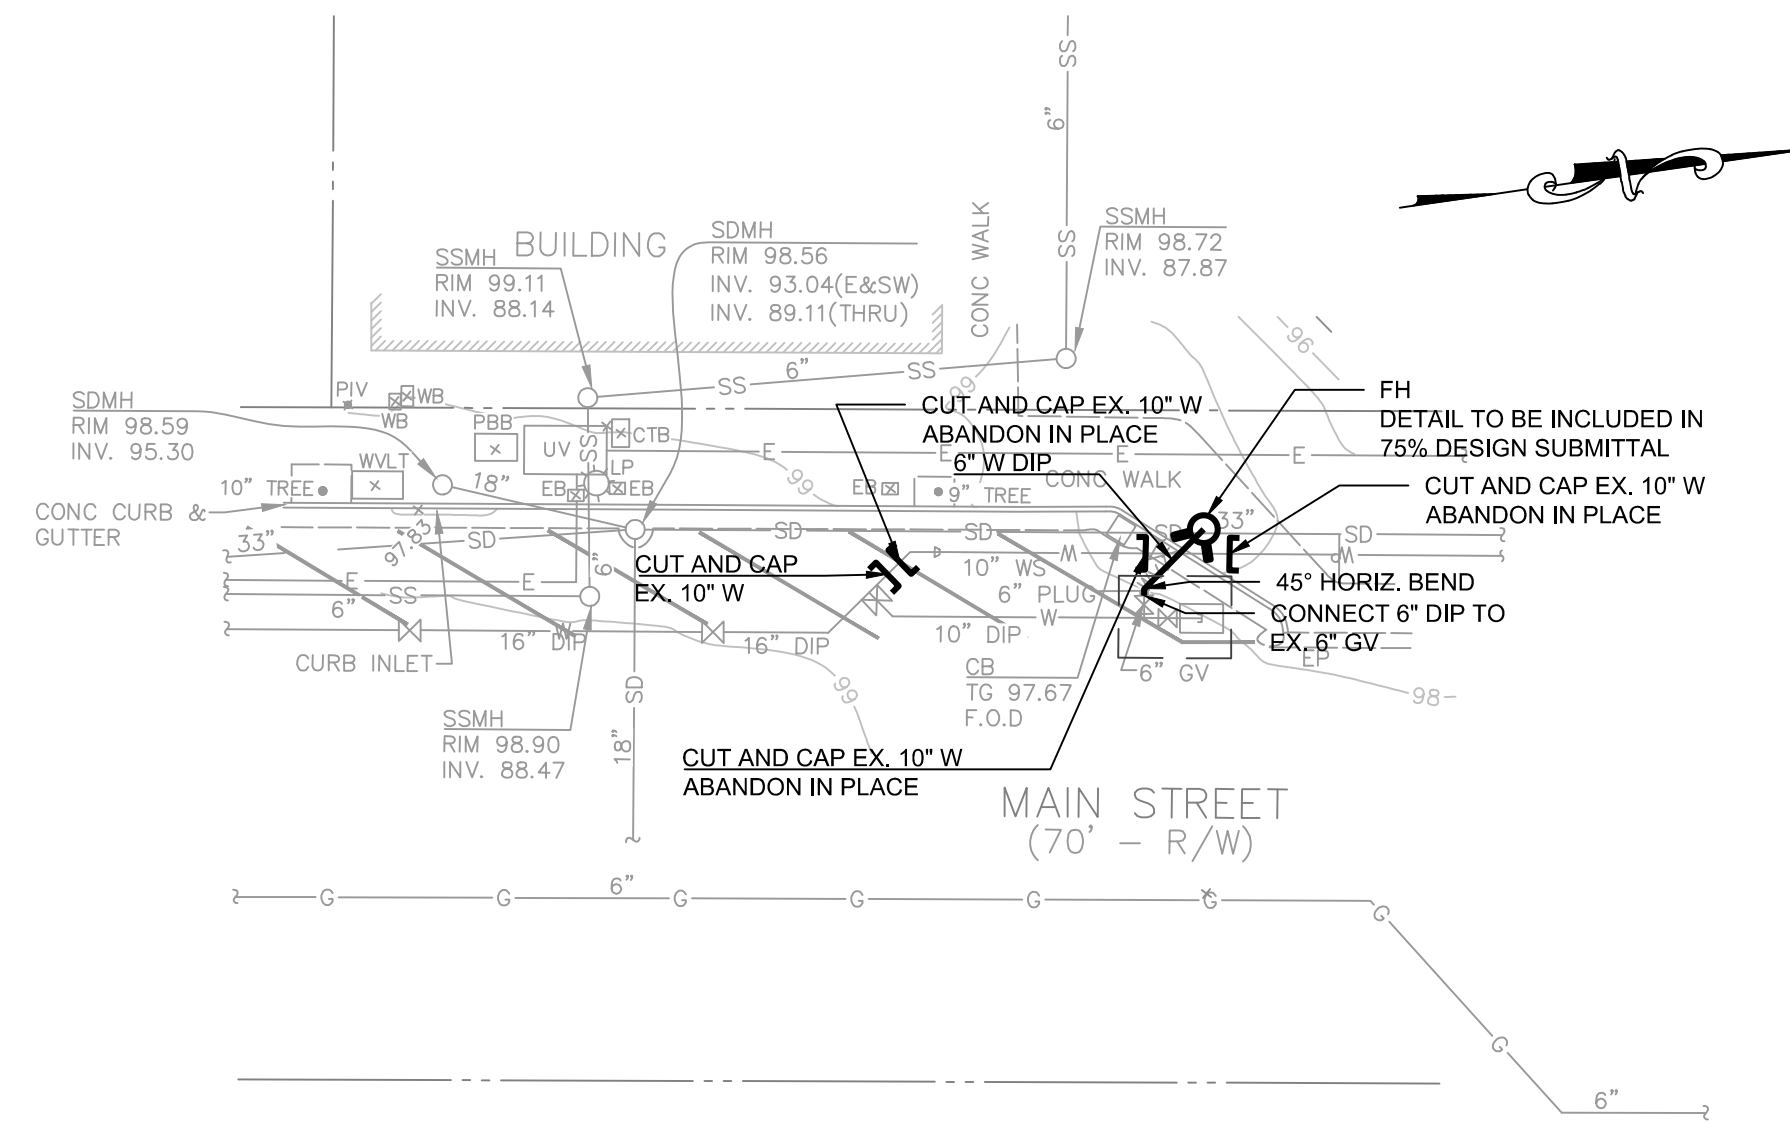 SS
6"
SS
CONC WALK
SSMH
RIM 98.72
INV. 87.87
BUILDING
SSMH
RIM 99.11
INV. 88.14
SDMH
RIM 98.56
INV. 93.04(E&SW)
INV. 89.11(THRU)
96
6"
SS
SS
99
PIV
WB
WB
SDMH
RIM 98.59
INV. 95.30
PBB
UV
SS
CTB
LP
WVLT
18"
10" TREE
EB
EB
EB
9" TREE
E
E
E
E
99
CONC WALK
CUT AND CAP EX. 10" W
ABANDON IN PLACE
6" W DIP
FH
DETAIL TO BE INCLUDED IN
75% DESIGN SUBMITTAL
CUT AND CAP EX. 10" W
ABANDON IN PLACE
CONC CURB &
GUTTER
33"
97.83
SD
SD
SD
SD
33"
SD
W
E
E
6"
CUT AND CAP
EX. 10" W
10" WS
W
6" PLUG
45° HORIZ. BEND
CONNECT 6" DIP TO
EX. 6" GV
SS
6"
W
16" DIP
16" DIP
10" DIP
W
EP
CURB INLET
6" GV
CB
TG 97.67
F.O.D
99
98
SD
18"
SSMH
RIM 98.90
INV. 88.47
CUT AND CAP EX. 10" W
ABANDON IN PLACE
MAIN STREET
(70' - R/W)
6"
G
G
G
G
G
G
G
G
6"